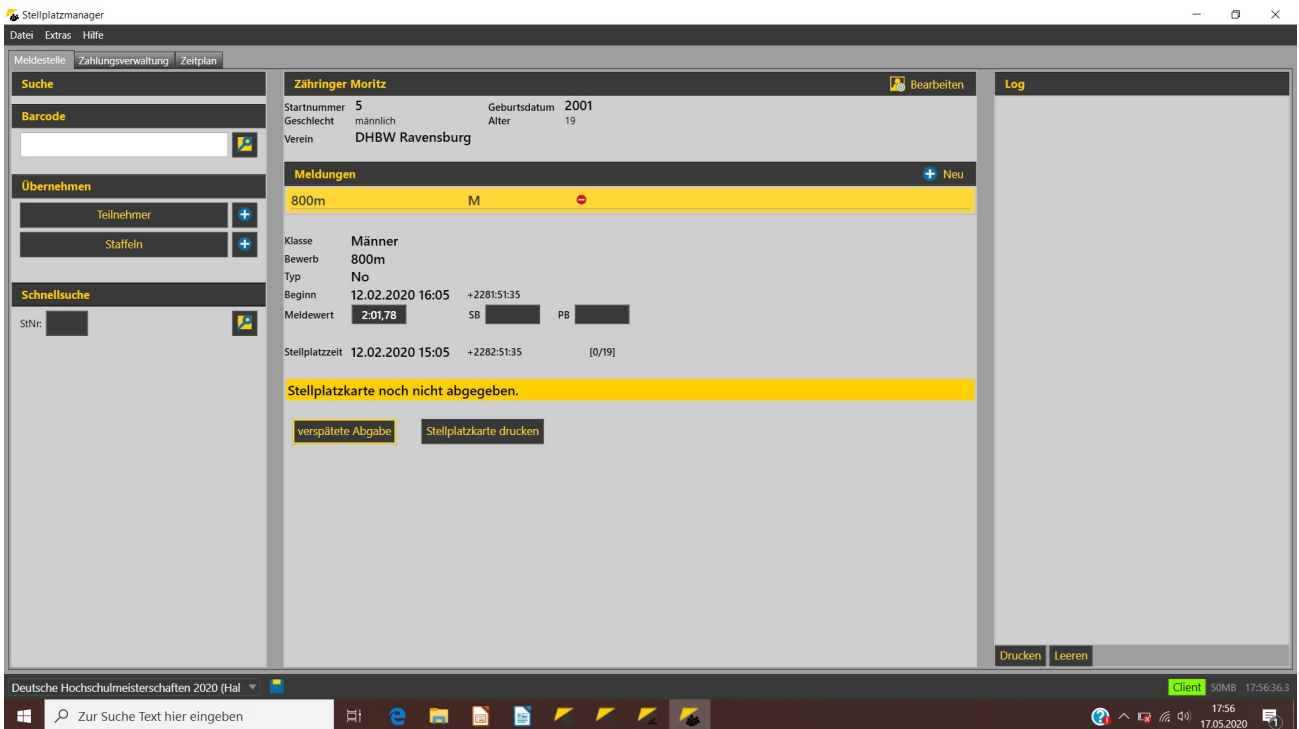 Stellplatzmanager
Datei Extras Hilfe
Meldestelle Zahlungsverwaltung Zeitplan
Suche
Barcode
Übernehmen
Teilnehmer
Staffeln
Schnellsuche
StNr:
Zähringer Moritz Bearbeiten
Startnummer 5 Geburtsdatum 2001
Geschlecht männlich Alter 19
Verein DHBW Ravensburg
Meldungen Neu
800m M
Klasse Männer
Bewerb 800m
Typ No
Beginn 12.02.2020 16:05 +2281:51:35
Meldewert 2:01,78 SB PB
Stellplatzzeit 12.02.2020 15:05 +2282:51:35 [0/19]
Stellplatzkarte noch nicht abgegeben.
verspätete Abgabe Stellplatzkarte drucken
Log
Drucken Leeren
Deutsche Hochschulmeisterschaften 2020 (Hal
Client 50MB 17:56:36.3
Zur Suche Text hier eingeben
17:56
17.05.2020